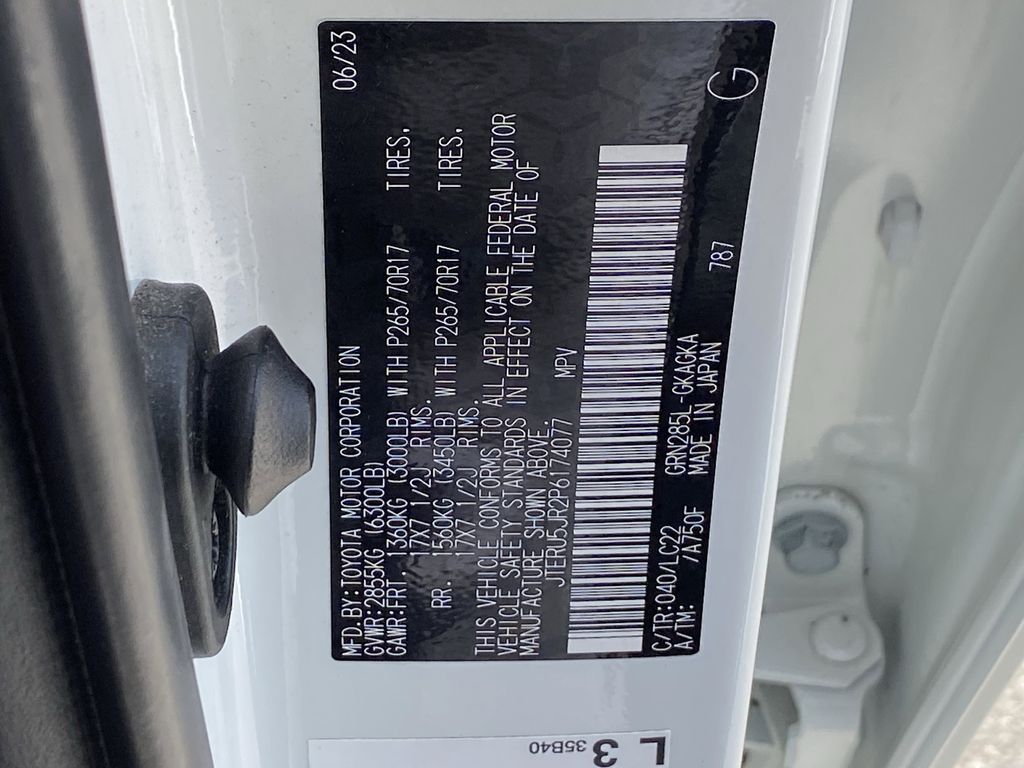 MFD.BY:TOYOTA MOTOR CORPORATION 06/23
GVWR:2855KG (6300LB)
GAWR:FRT. 1360KG (3000LB) WITH P265/70R17 TIRES,
17X7 1/2J RIMS.
RR. 1560KG (3450LB) WITH P265/70R17 TIRES,
17X7 1/2J RIMS.
THIS VEHICLE CONFORMS TO ALL APPLICABLE FEDERAL MOTOR
VEHICLE SAFETY STANDARDS IN EFFECT ON THE DATE OF
MANUFACTURE SHOWN ABOVE.
JTERU5JR2P6174077 MPV
C/TR:040/LC22 GRN285L-GKAGKA
A/TM: /A750F MADE IN JAPAN 787
G
L3
35B40